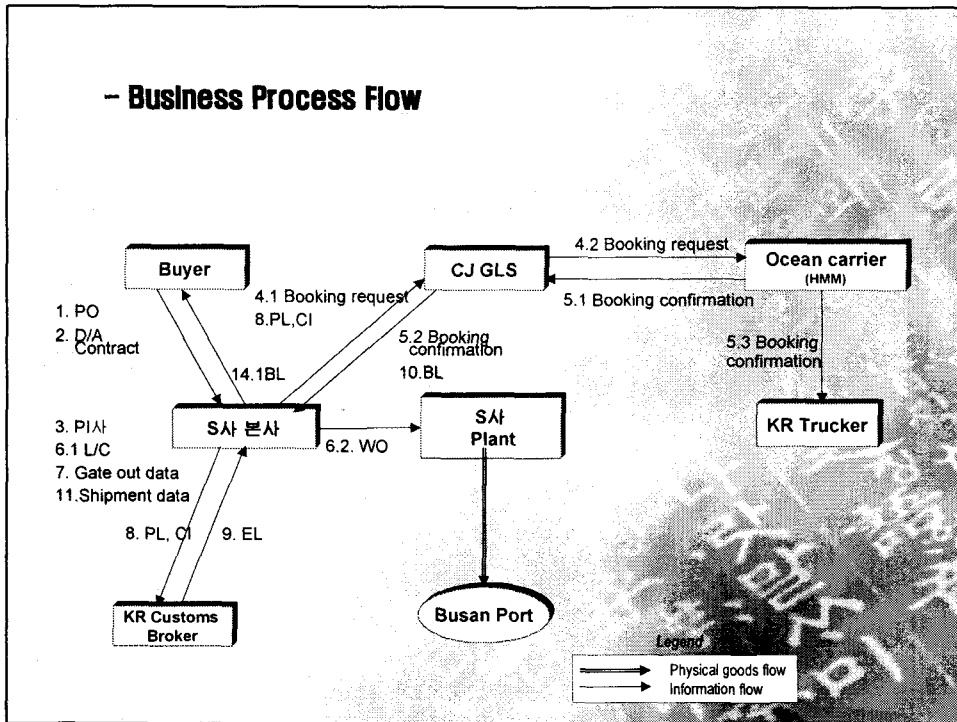 - Business Process Flow
Buyer
CJ GLS
4.2 Booking request
Ocean carrier
(HMM)
5.1 Booking confirmation
1. PO
2. D/A
Contract
4.1 Booking request
8.PL,CI
5.2 Booking
confirmation
10.BL
5.3 Booking
confirmation
14.1BL
3. PI사
6.1 L/C
7. Gate out data
11.Shipment data
S사 본사
6.2. WO
S사
Plant
KR Trucker
8. PL, CI
9. EL
KR Customs
Broker
Busan Port
Legend
Physical goods flow
Information flow